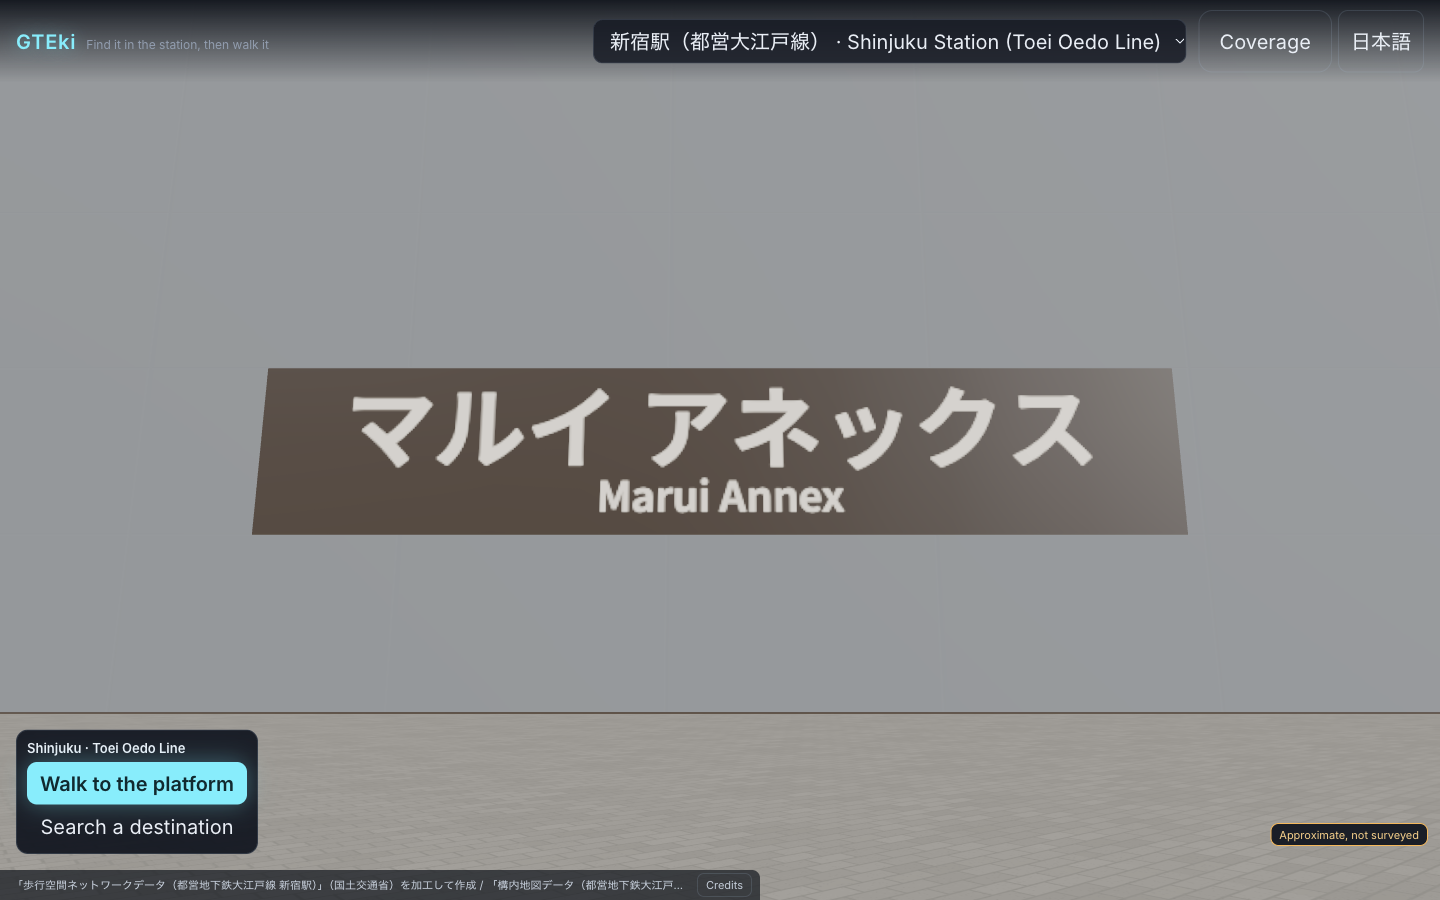 GTEki Find it in the station, then walk it
新宿駅（都営大江戸線） · Shinjuku Station (Toei Oedo Line)
Coverage
日本語
マルイ アネックス
Marui Annex
Shinjuku · Toei Oedo Line
Walk to the platform
Search a destination
Approximate, not surveyed
「歩行空間ネットワークデータ（都営地下鉄大江戸線 新宿駅）」（国土交通省）を加工して作成 / 「構内地図データ（都営地下鉄大江戸...
Credits